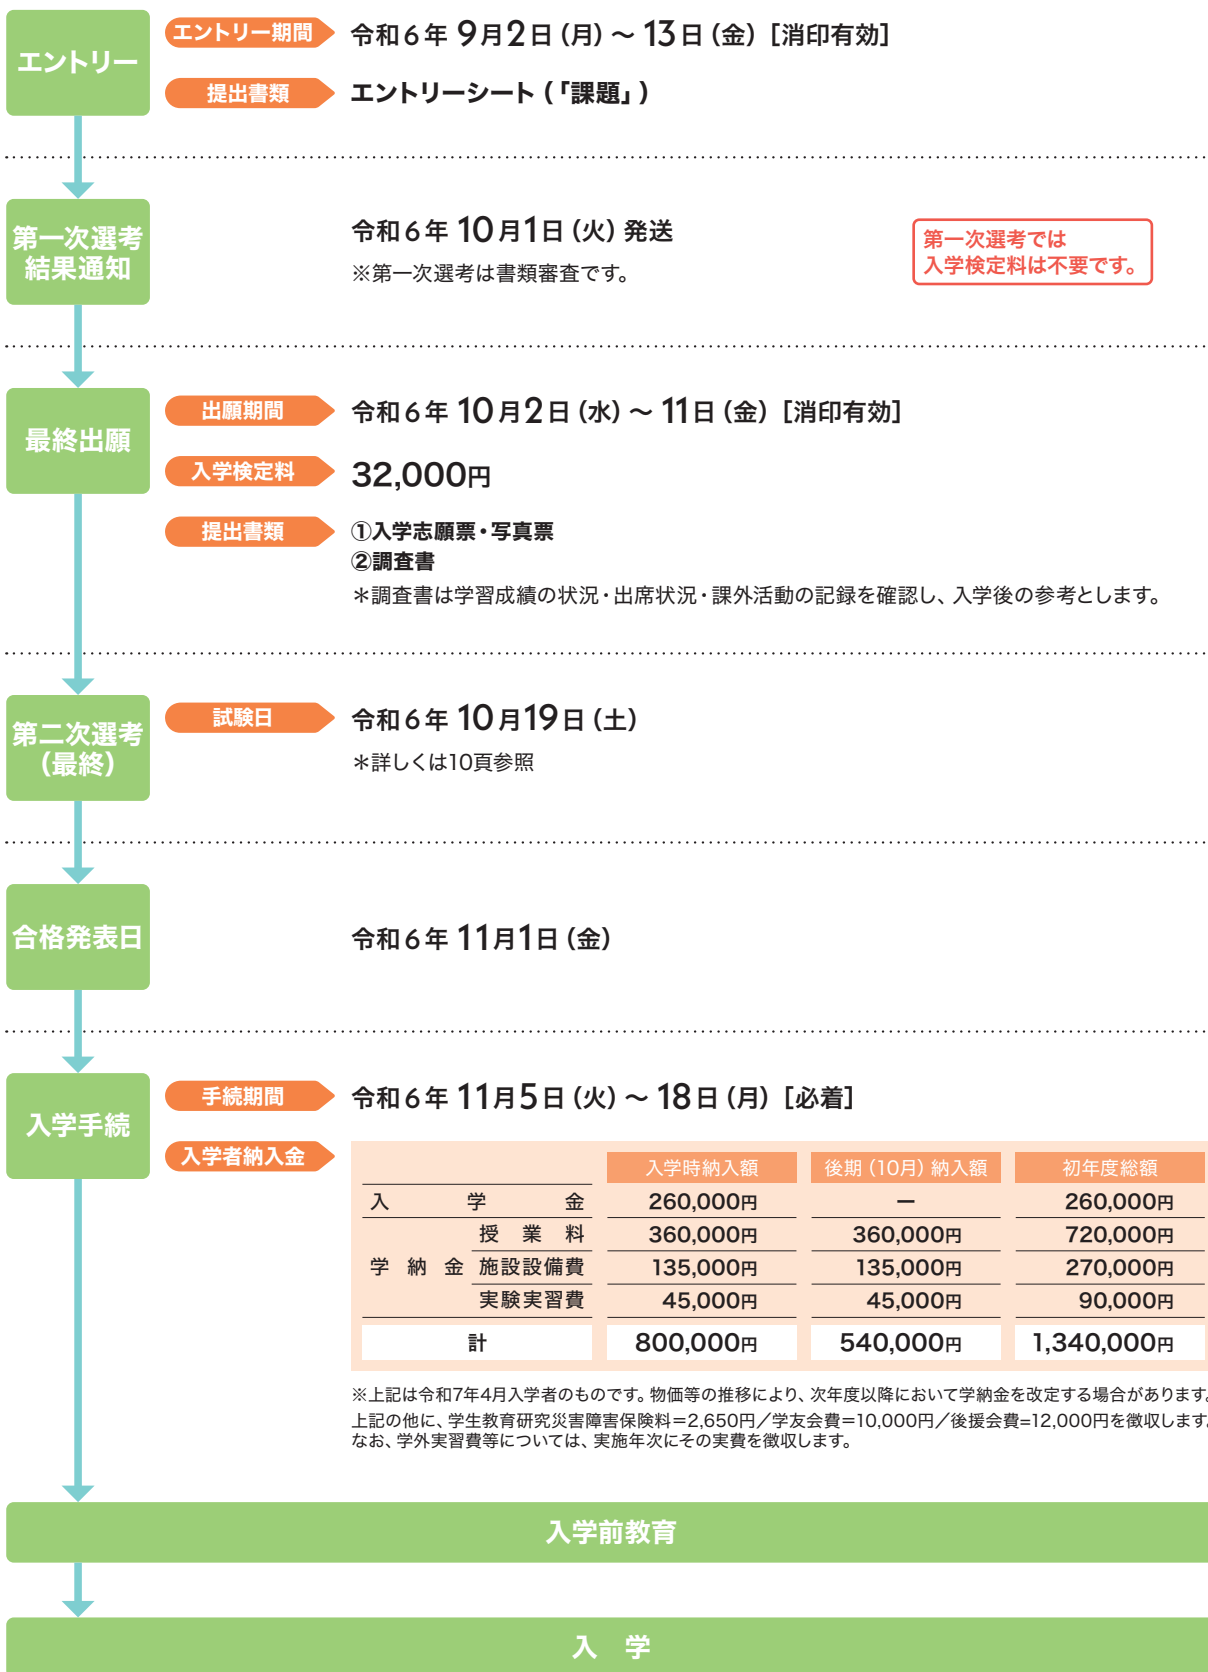 エントリー
エントリー期間 令和6年 9月2日(月)～13日(金)[消印有効]
提出書類 エントリーシート(「課題」)
第一次選考
結果通知
令和6年 10月1日(火)発送
※第一次選考は書類審査です。
第一次選考では
入学検定料は不要です。
最終出願
出願期間 令和6年 10月2日(水)～11日(金)[消印有効]
入学検定料 32,000円
提出書類 ①入学志願票・写真票
②調査書
＊調査書は学習成績の状況・出席状況・課外活動の記録を確認し、入学後の参考とします。
第二次選考
(最終)
試験日 令和6年 10月19日(土)
＊詳しくは10頁参照
合格発表日
令和6年 11月1日(金)
入学手続
手続期間 令和6年 11月5日(火)～18日(月)[必着]
入学者納入金
入学時納入額 後期(10月)納入額 初年度総額
入学金 260,000円 ー 260,000円
学納金 授業料 360,000円 360,000円 720,000円
施設設備費 135,000円 135,000円 270,000円
実験実習費 45,000円 45,000円 90,000円
計 800,000円 540,000円 1,340,000円
※上記は令和7年4月入学者のものです。物価等の推移により、次年度以降において学納金を改定する場合があります。
上記の他に、学生教育研究災害障害保険料＝2,650円／学友会費＝10,000円／後援会費=12,000円を徴収します。
なお、学外実習費等については、実施年次にその実費を徴収します。
入学前教育
入 学